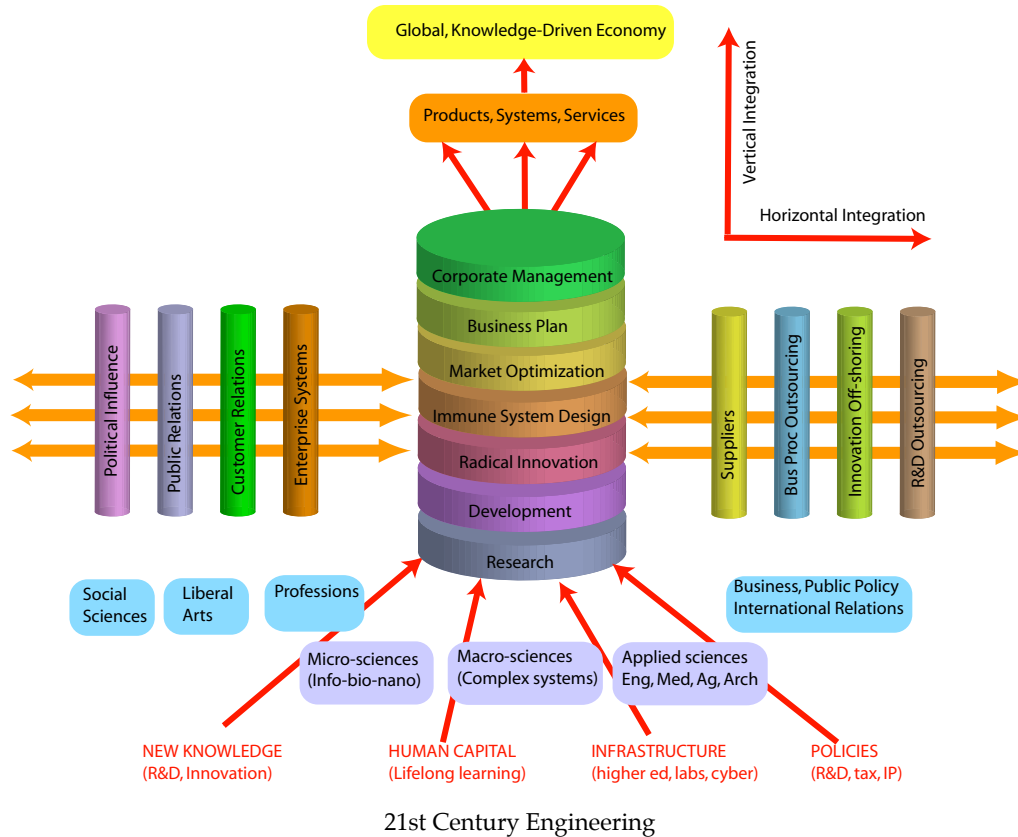 Global, Knowledge-Driven Economy
Products, Systems, Services
Vertical Integration
Horizontal Integration
Corporate Management
Business Plan
Market Optimization
Immune System Design
Radical Innovation
Development
Research
Political Influence
Public Relations
Customer Relations
Enterprise Systems
Suppliers
Bus Proc Outsourcing
Innovation Off-shoring
R&D Outsourcing
Social
Sciences
Liberal
Arts
Professions
Business, Public Policy
International Relations
Micro-sciences
(Info-bio-nano)
Macro-sciences
(Complex systems)
Applied sciences
Eng, Med, Ag, Arch
NEW KNOWLEDGE
(R&D, Innovation)
HUMAN CAPITAL
(Lifelong learning)
INFRASTRUCTURE
(higher ed, labs, cyber)
POLICIES
(R&D, tax, IP)
21st Century Engineering